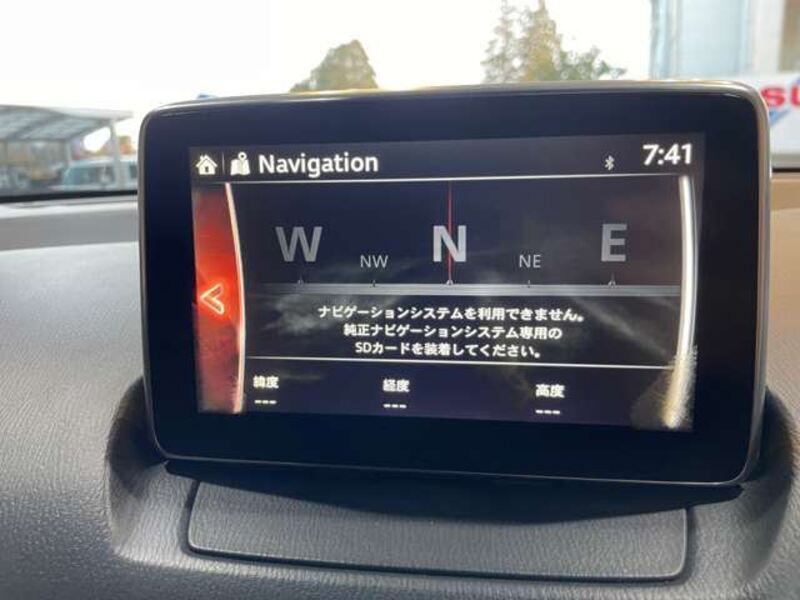 Navigation 7:41
W NW N NE E
ナビゲーションシステムを利用できません。
純正ナビゲーションシステム専用の
SDカードを装着してください。
緯度 経度 高度
--- --- ---
SU